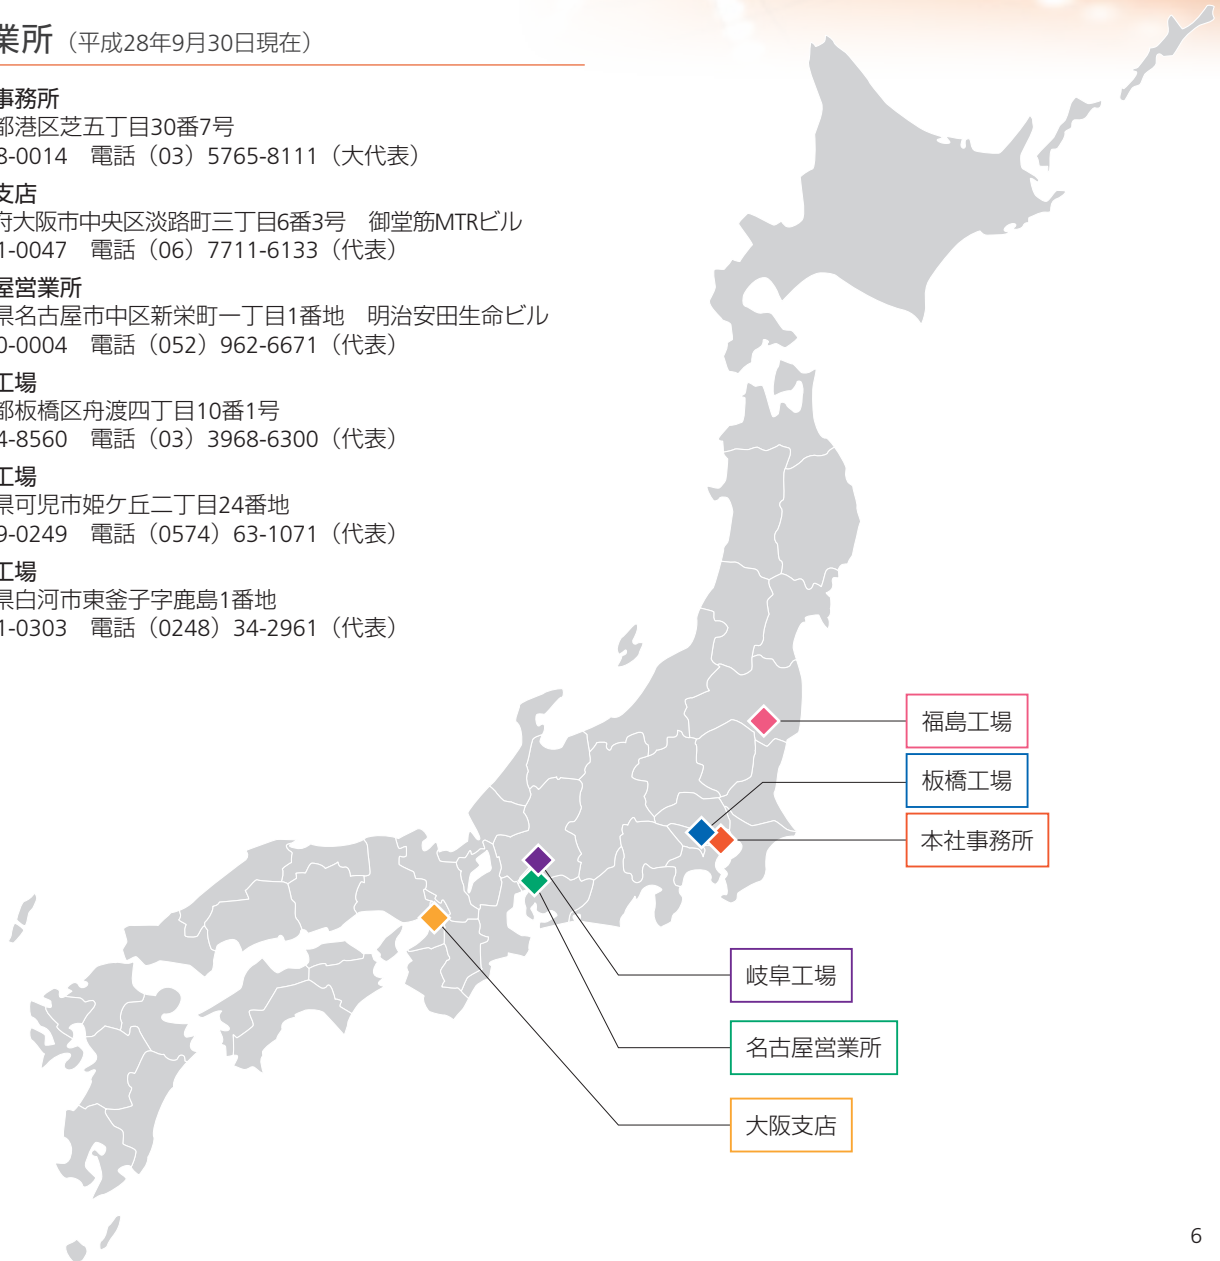 業所（平成28年9月30日現在）
事務所
都港区芝五丁目30番7号
8-0014　電話（03）5765-8111（大代表）
支店
府大阪市中央区淡路町三丁目6番3号　御堂筋MTRビル
1-0047　電話（06）7711-6133（代表）
屋営業所
県名古屋市中区新栄町一丁目1番地　明治安田生命ビル
0-0004　電話（052）962-6671（代表）
工場
都板橋区舟渡四丁目10番1号
4-8560　電話（03）3968-6300（代表）
工場
県可児市姫ケ丘二丁目24番地
9-0249　電話（0574）63-1071（代表）
工場
県白河市東釜子字鹿島1番地
1-0303　電話（0248）34-2961（代表）
福島工場
板橋工場
本社事務所
岐阜工場
名古屋営業所
大阪支店
6